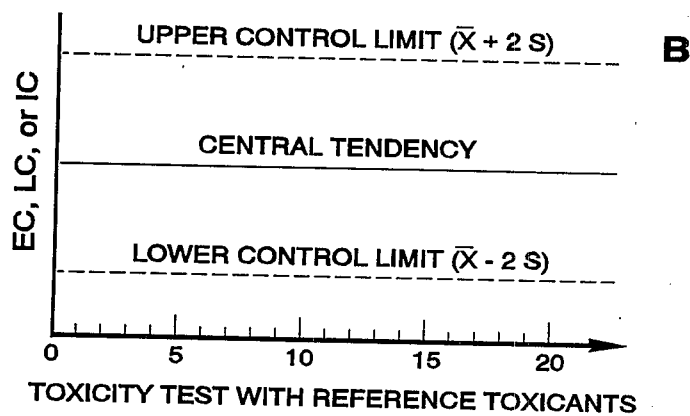 UPPER CONTROL LIMIT (X̅ + 2 S)
B
CENTRAL TENDENCY
LOWER CONTROL LIMIT (X̅ - 2 S)
EC, LC, or IC
0 5 10 15 20
TOXICITY TEST WITH REFERENCE TOXICANTS